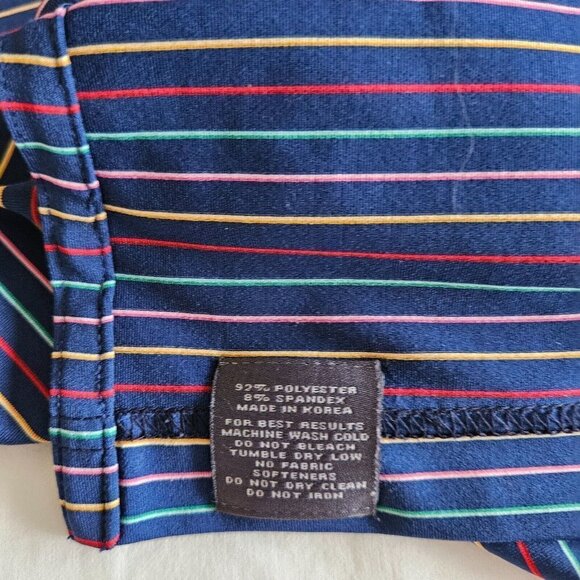 92% POLYESTER
8% SPANDEX
MADE IN KOREA
FOR BEST RESULTS
MACHINE WASH COLD
DO NOT BLEACH
TUMBLE DRY LOW
NO FABRIC
SOFTENERS
DO NOT DRY CLEAN
DO NOT IRON